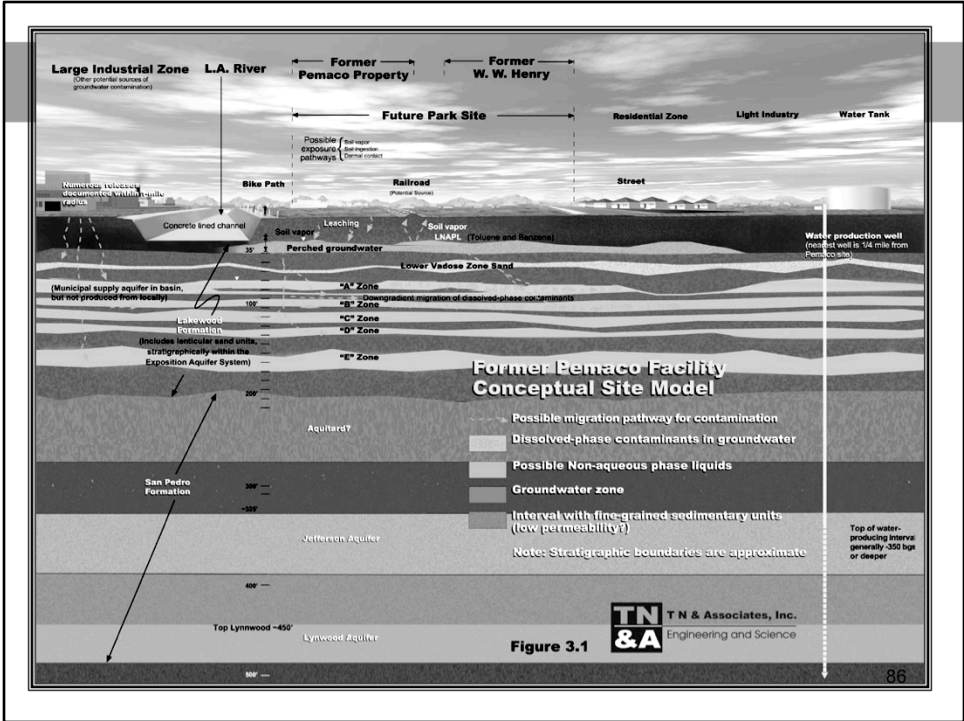 Large Industrial Zone
(Other potential sources of
groundwater contamination)
L.A. River
Former
Pemaco Property
Former
W. W. Henry
Future Park Site
Residential Zone
Light Industry
Water Tank
Possible
exposure
pathways
Soil vapor
Soil ingestion
Dermal contact
Numerous releases
documented within
radius
Bike Path
Railroad
(Potential Source)
Street
Concrete lined channel
Leaching
Soil vapor
Soil vapor
LNAPL (Toluene and Benzene)
Water production well
(nearest well is 1/4 mile from
Pemaco site)
35'
Perched groundwater
Lower Vadose Zone Sand
(Municipal supply aquifer in basin,
but not produced from locally)
"A" Zone
Downgradient migration of dissolved-phase contaminants
100'
"B" Zone
"C" Zone
Lakewood
Formation
"D" Zone
(Includes lenticular sand units,
stratigraphically within the
Exposition Aquifer System)
"E" Zone
Former Pemaco Facility
Conceptual Site Model
200'
Possible migration pathway for contamination
Aquitard?
Dissolved-phase contaminants in groundwater
Possible Non-aqueous phase liquids
San Pedro
Formation
300'
Groundwater zone
~325'
Interval with fine-grained sedimentary units
(low permeability?)
Jefferson Aquifer
Note: Stratigraphic boundaries are approximate
Top of water-
producing interval
generally ~350 bgs
or deeper
400'
Top Lynnwood ~450'
Lynwood Aquifer
TN
&A
T N & Associates, Inc.
Engineering and Science
Figure 3.1
500'
86